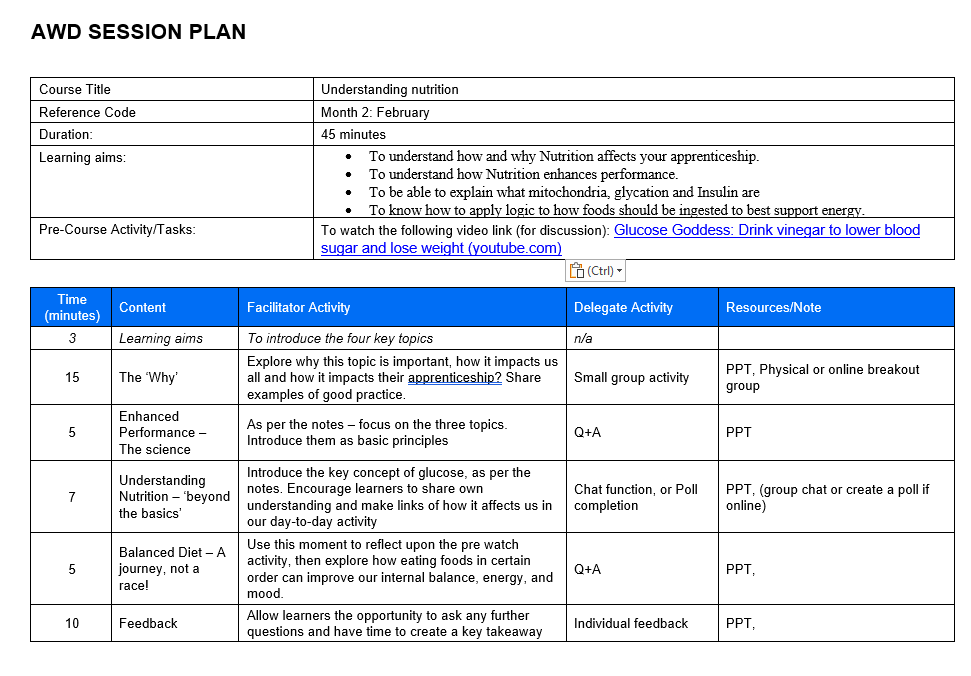 AWD SESSION PLAN
Course Title
Understanding nutrition
Reference Code
Month 2: February
Duration:
45 minutes
Learning aims:
• To understand how and why Nutrition affects your apprenticeship.
• To understand how Nutrition enhances performance.
• To be able to explain what mitochondria, glycation and Insulin are
• To know how to apply logic to how foods should be ingested to best support energy.
Pre-Course Activity/Tasks:
To watch the following video link (for discussion): Glucose Goddess: Drink vinegar to lower blood
sugar and lose weight (youtube.com)
(Ctrl)
Time
(minutes)
Content
Facilitator Activity
Delegate Activity
Resources/Note
3
Learning aims
To introduce the four key topics
n/a
15
The ‘Why’
Explore why this topic is important, how it impacts us
all and how it impacts their apprenticeship? Share
examples of good practice.
Small group activity
PPT, Physical or online breakout
group
5
Enhanced
Performance –
The science
As per the notes – focus on the three topics.
Introduce them as basic principles
Q+A
PPT
7
Understanding
Nutrition – ‘beyond
the basics’
Introduce the key concept of glucose, as per the
notes. Encourage learners to share own
understanding and make links of how it affects us in
our day-to-day activity
Chat function, or Poll
completion
PPT, (group chat or create a poll if
online)
5
Balanced Diet – A
journey, not a
race!
Use this moment to reflect upon the pre watch
activity, then explore how eating foods in certain
order can improve our internal balance, energy, and
mood.
Q+A
PPT,
10
Feedback
Allow learners the opportunity to ask any further
questions and have time to create a key takeaway
Individual feedback
PPT,